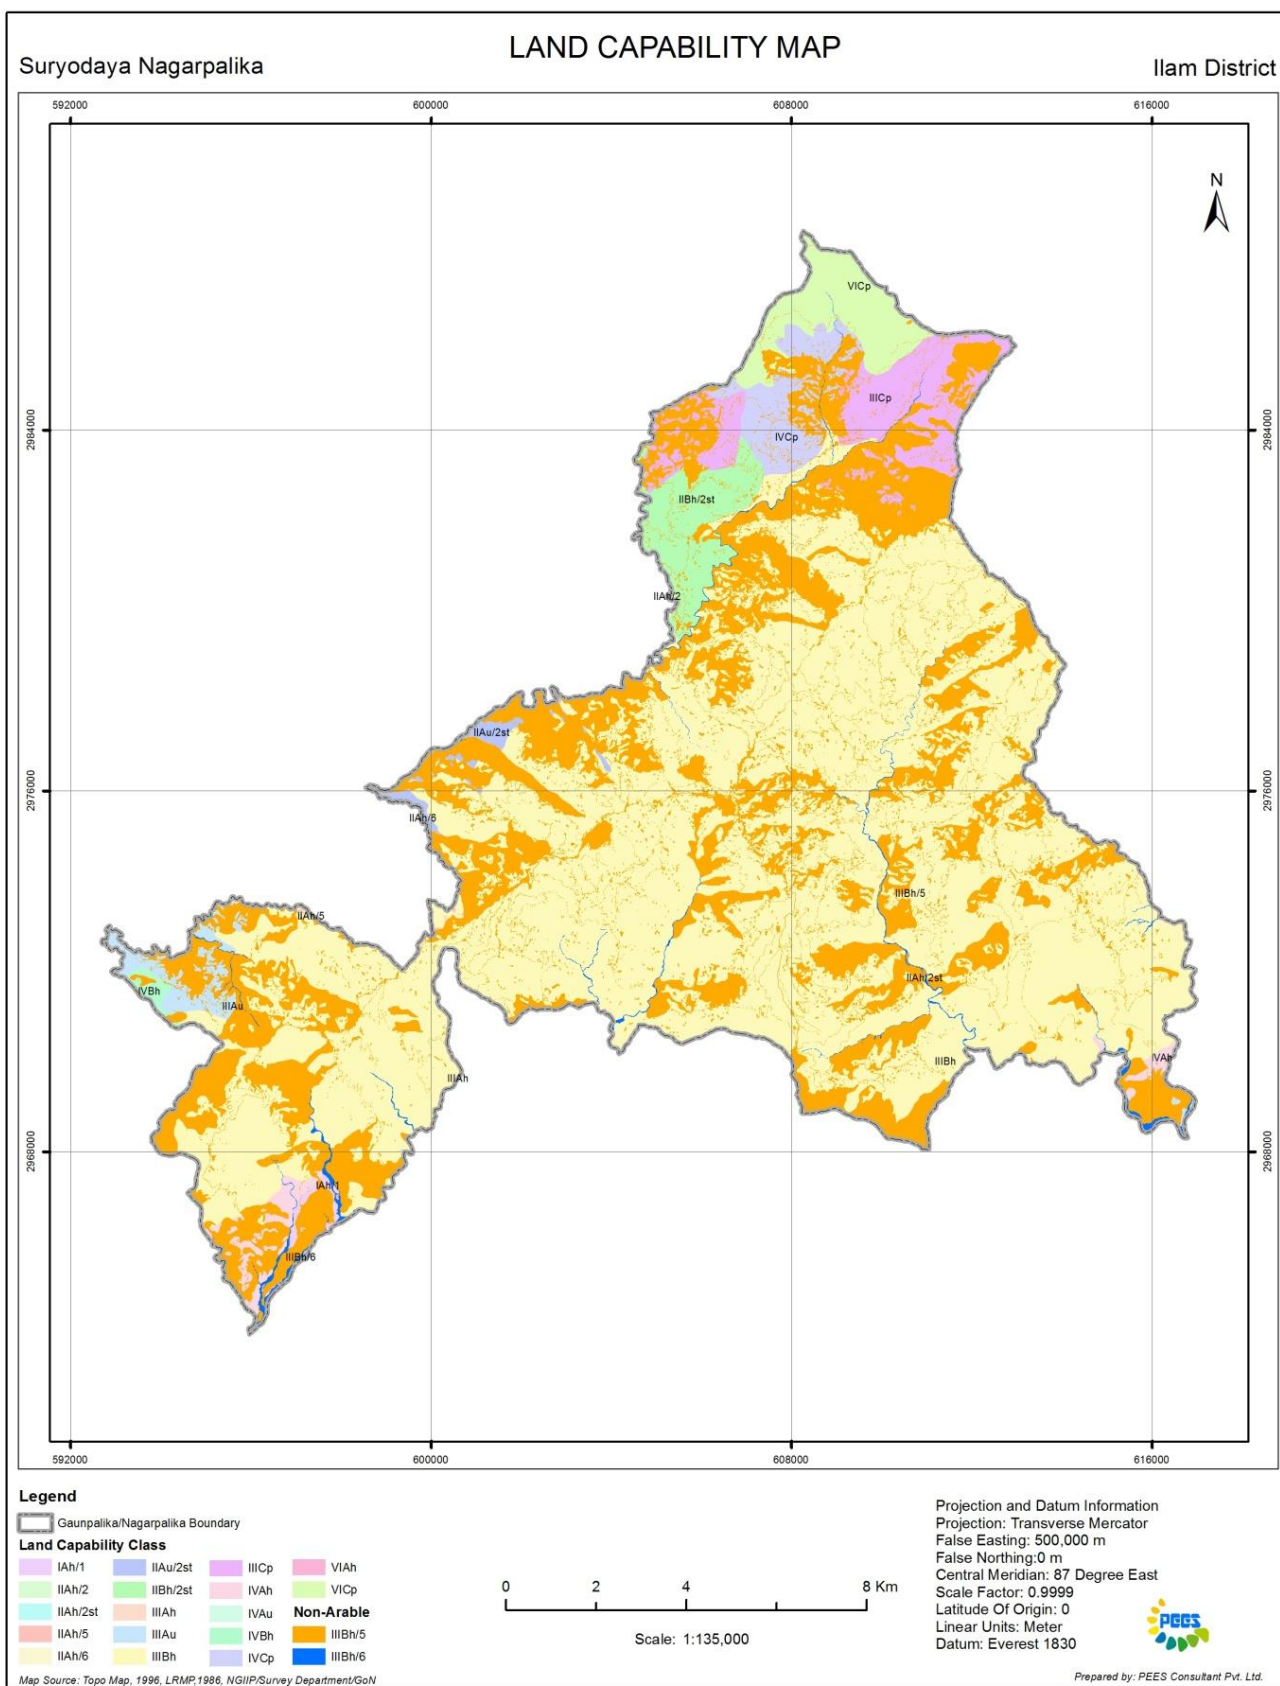 LAND CAPABILITY MAP
Suryodaya Nagarpalika
Ilam District
592000
600000
608000
616000
N
VICp
IIICp
2984000
2984000
IVCp
IIBh/2st
IIAh/2
IIAu/2st
2976000
2976000
IIAh/6
IIIBh/5
IIAh/5
IIAh/2st
IVBh
IIIAu
IVAh
IIIBh
IIIAh
2968000
2968000
IAh/1
IIIBh/6
592000
600000
608000
616000
Legend
Gaunpalika/Nagarpalika Boundary
Land Capability Class
IAh/1
IIAh/2
IIAh/2st
IIAh/5
IIAh/6
IIAu/2st
IIBh/2st
IIIAh
IIIAu
IIIBh
IIICp
IVAh
IVAu
IVBh
IVCp
VIAh
VICp
Non-Arable
IIIBh/5
IIIBh/6
Map Source: Topo Map, 1996, LRMP,1986, NGIIP/Survey Department/GoN
0 2 4 8 Km
Scale: 1:135,000
Projection and Datum Information
Projection: Transverse Mercator
False Easting: 500,000 m
False Northing:0 m
Central Meridian: 87 Degree East
Scale Factor: 0.9999
Latitude Of Origin: 0
Linear Units: Meter
Datum: Everest 1830
PEES
Prepared by: PEES Consultant Pvt. Ltd.